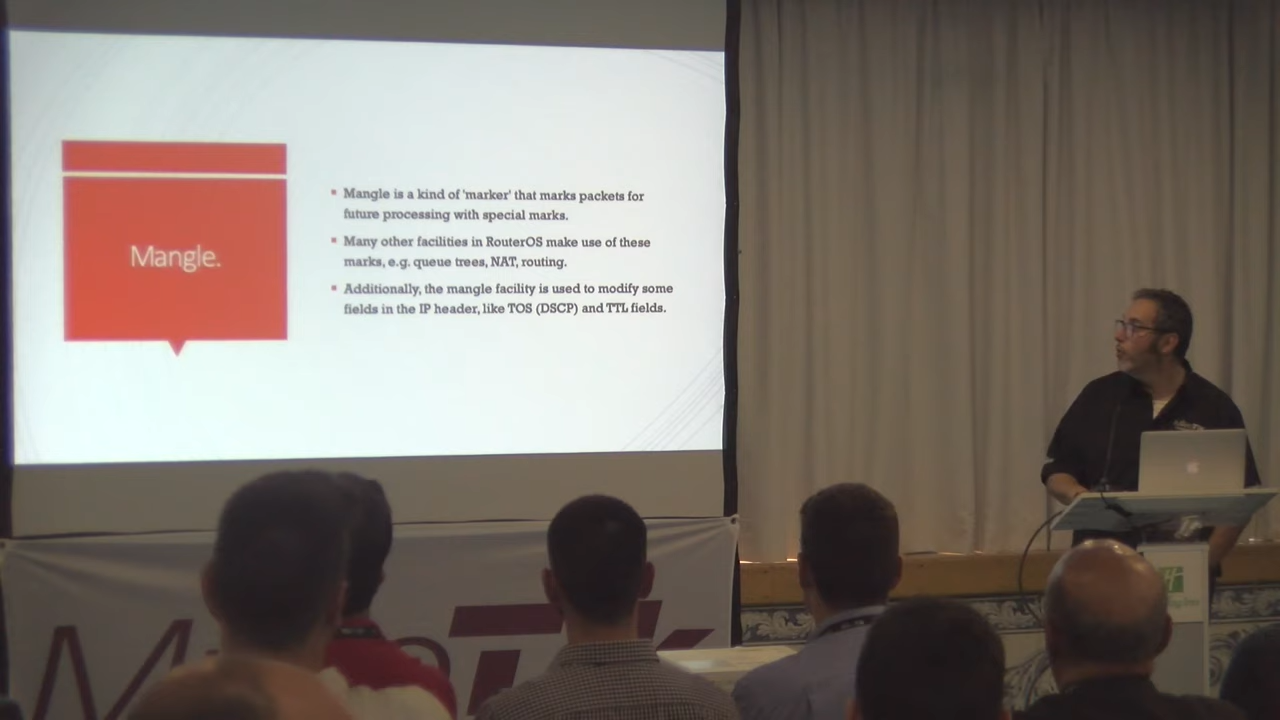 Mangle.
Mangle is a kind of 'marker' that marks packets for
future processing with special marks.
Many other facilities in RouterOS make use of these
marks, e.g. queue trees, NAT, routing.
Additionally, the mangle facility is used to modify some
fields in the IP header, like TOS (DSCP) and TTL fields.